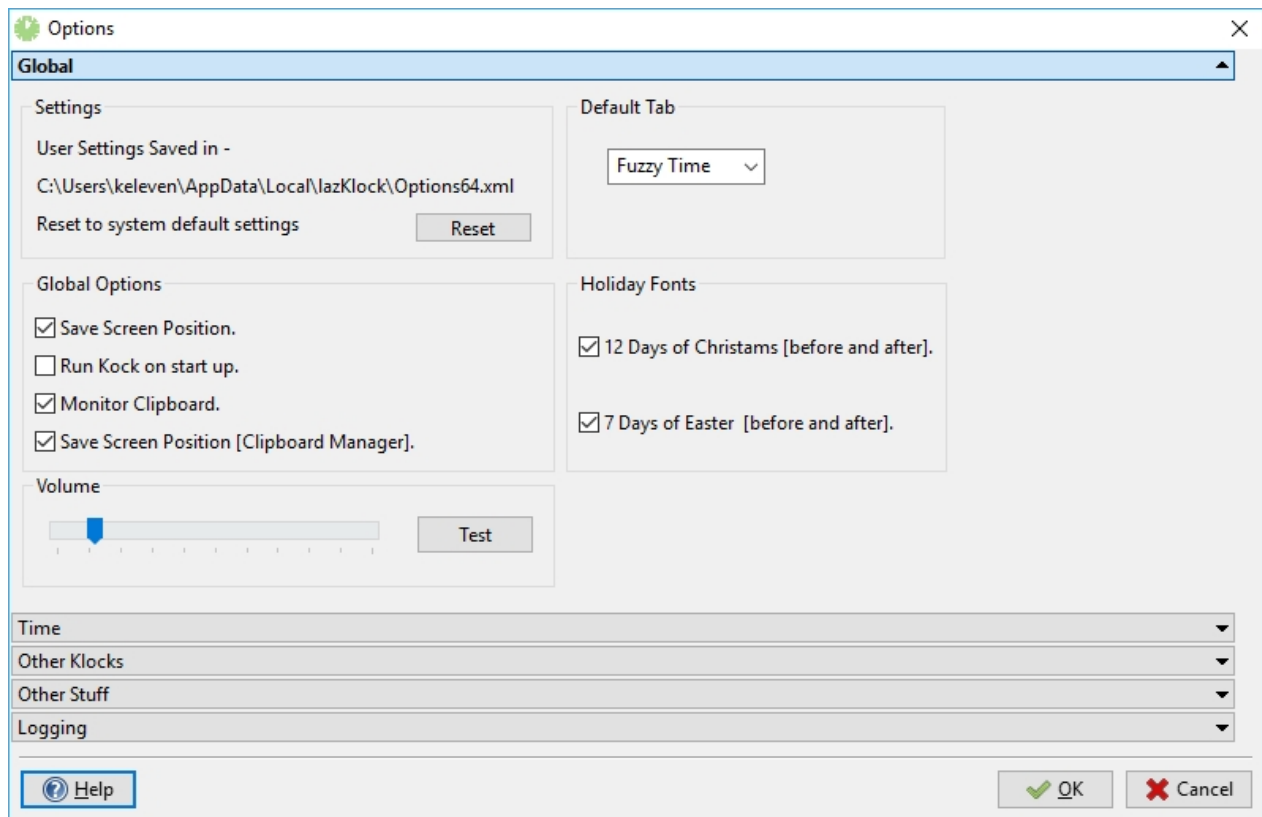 Options
Global
Settings
User Settings Saved in -
C:\Users\keleven\AppData\Local\lazKlock\Options64.xml
Reset to system default settings
Reset
Default Tab
Fuzzy Time
Global Options
Save Screen Position.
Run Kock on start up.
Monitor Clipboard.
Save Screen Position [Clipboard Manager].
Holiday Fonts
12 Days of Christams [before and after].
7 Days of Easter  [before and after].
Volume
Test
Time
Other Klocks
Other Stuff
Logging
Help
OK
Cancel